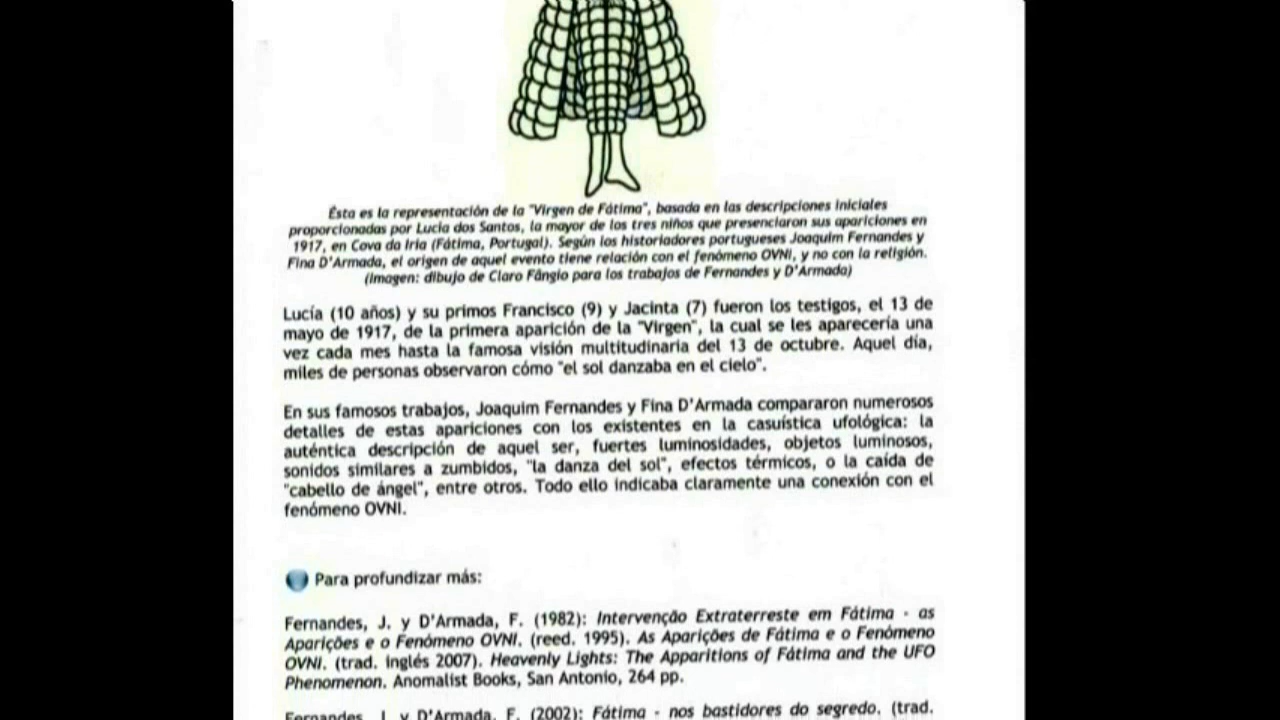 Ésta es la representación de la "Virgen de Fátima", basada en las descripciones iniciales
proporcionadas por Lucía dos Santos, la mayor de los tres niños que presenciaron sus apariciones en
1917, en Cova da Iria (Fátima, Portugal). Según los historiadores portugueses Joaquim Fernandes y
Fina D'Armada, el origen de aquel evento tiene relación con el fenómeno OVNI, y no con la religión.
(Imagen: dibujo de Claro Fângio para los trabajos de Fernandes y D'Armada)
Lucía (10 años) y su primos Francisco (9) y Jacinta (7) fueron los testigos, el 13 de
mayo de 1917, de la primera aparición de la "Virgen", la cual se les aparecería una
vez cada mes hasta la famosa visión multitudinaria del 13 de octubre. Aquel día,
miles de personas observaron cómo "el sol danzaba en el cielo".
En sus famosos trabajos, Joaquim Fernandes y Fina D'Armada compararon numerosos
detalles de estas apariciones con los existentes en la casuística ufológica: la
auténtica descripción de aquel ser, fuertes luminosidades, objetos luminosos,
sonidos similares a zumbidos, "la danza del sol", efectos térmicos, o la caída de
"cabello de ángel", entre otros. Todo ello indicaba claramente una conexión con el
fenómeno OVNI.
Para profundizar más:
Fernandes, J. y D'Armada, F. (1982): Intervenção Extraterreste em Fátima - as
Aparições e o Fenómeno OVNI. (reed. 1995). As Aparições de Fátima e o Fenómeno
OVNI. (trad. inglés 2007). Heavenly Lights: The Apparitions of Fátima and the UFO
Phenomenon. Anomalist Books, San Antonio, 264 pp.
Fernandes, J. y D'Armada, F. (2002): Fátima - nos bastidores do segredo. (trad.